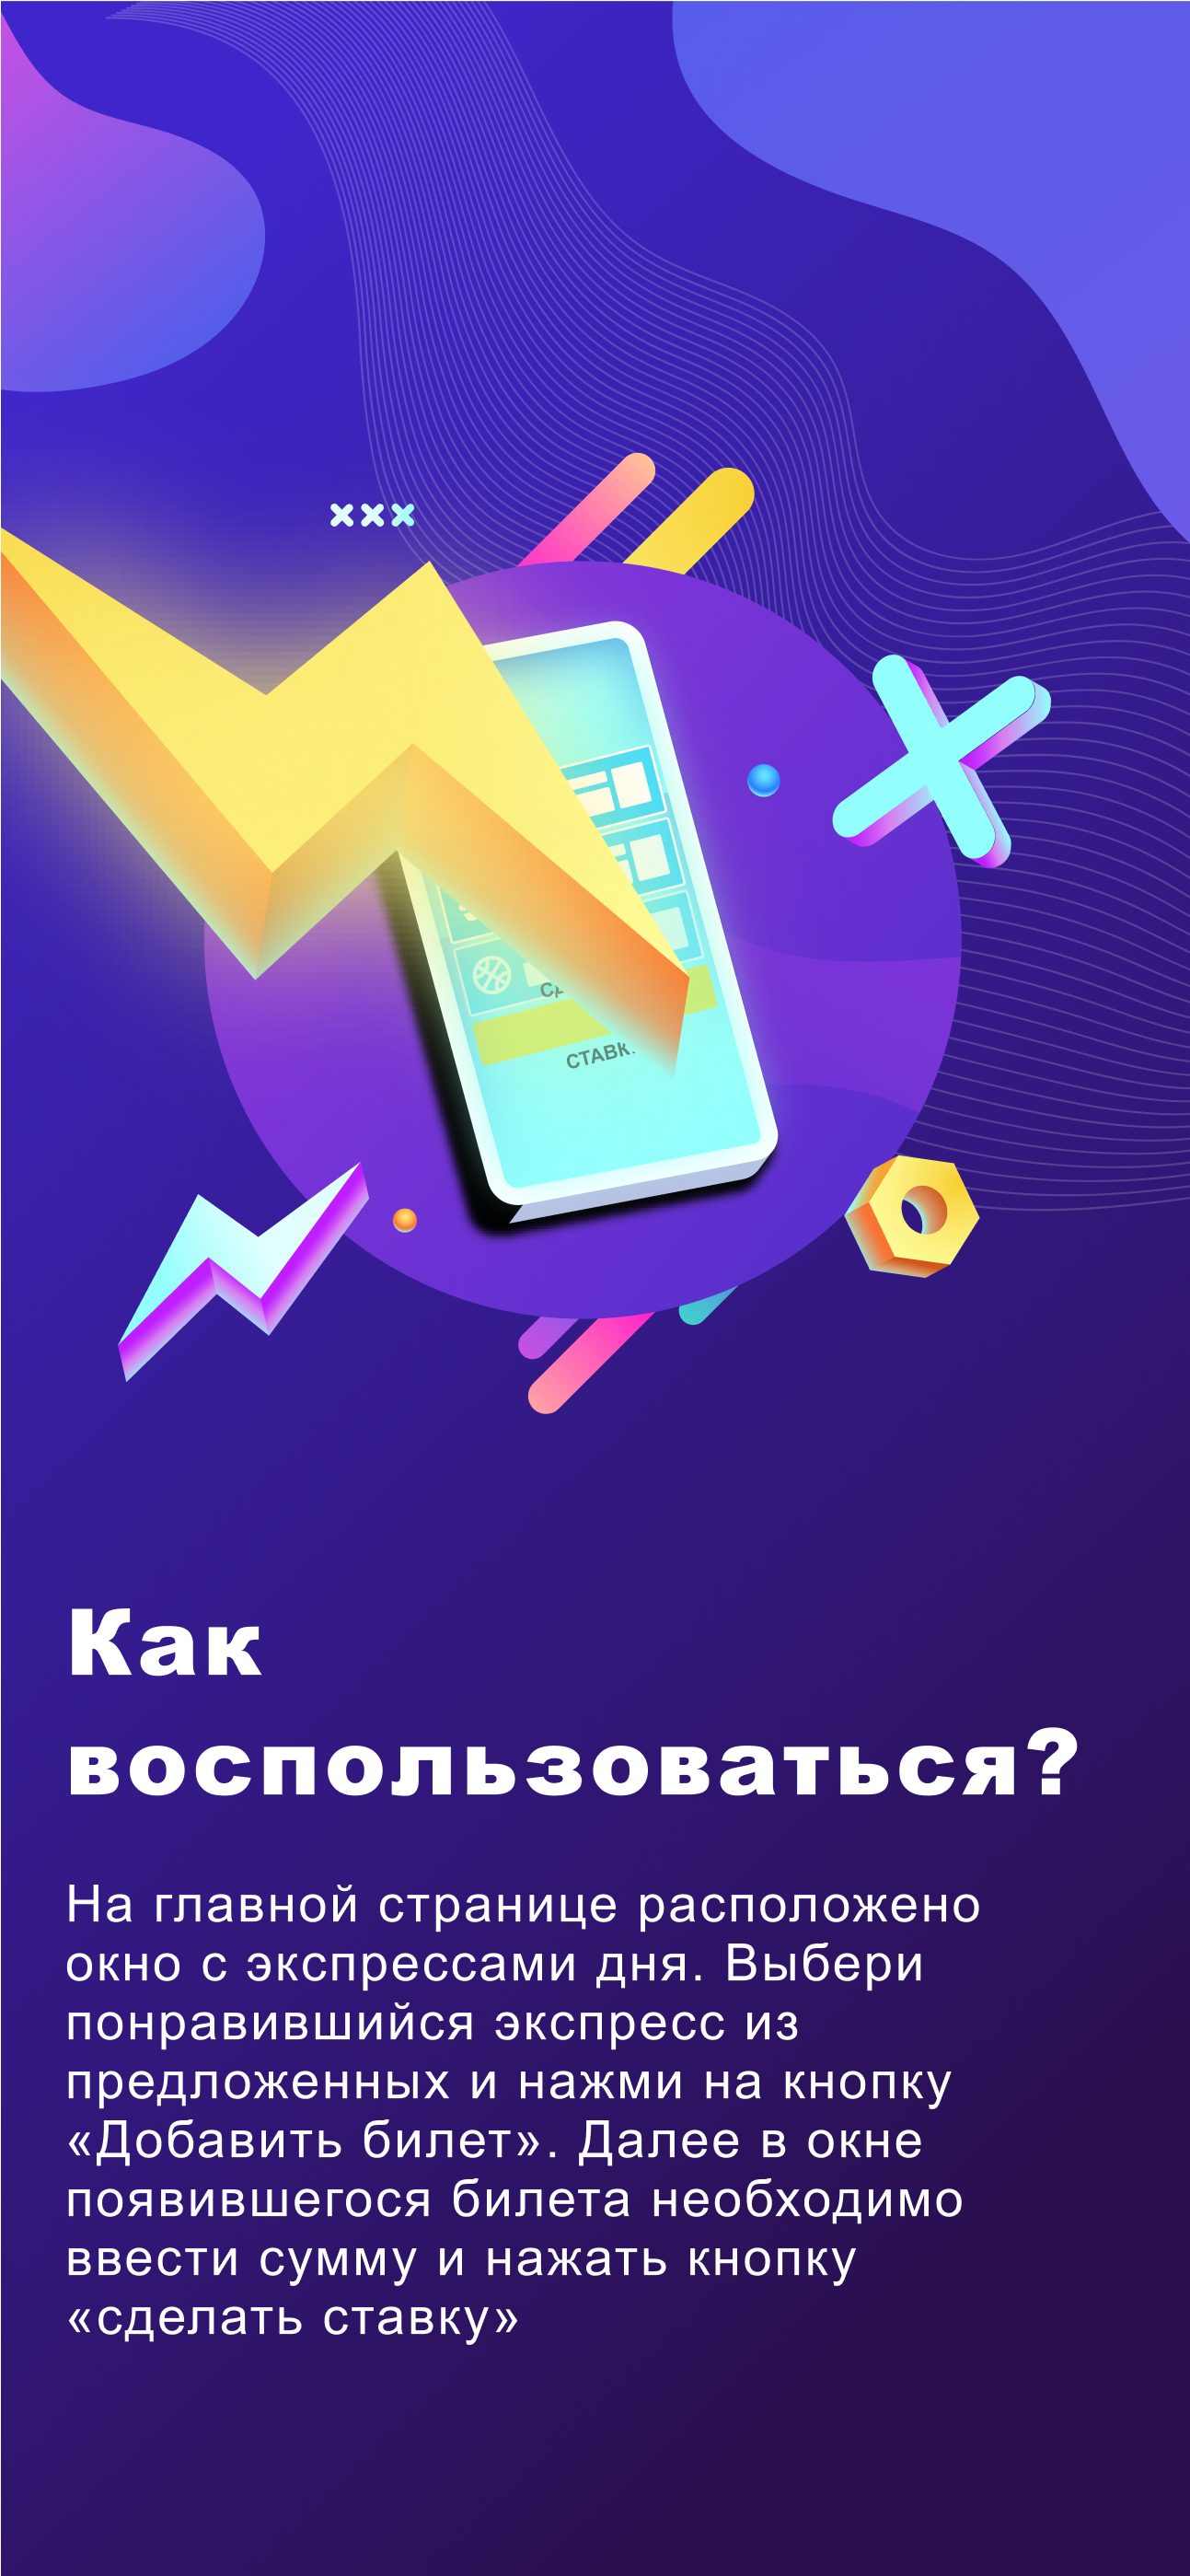 Как
воспользоваться?
На главной странице расположено
окно с экспрессами дня. Выбери
понравившийся экспресс из
предложенных и нажми на кнопку
«Добавить билет». Далее в окне
появившегося билета необходимо
ввести сумму и нажать кнопку
«сделать ставку»